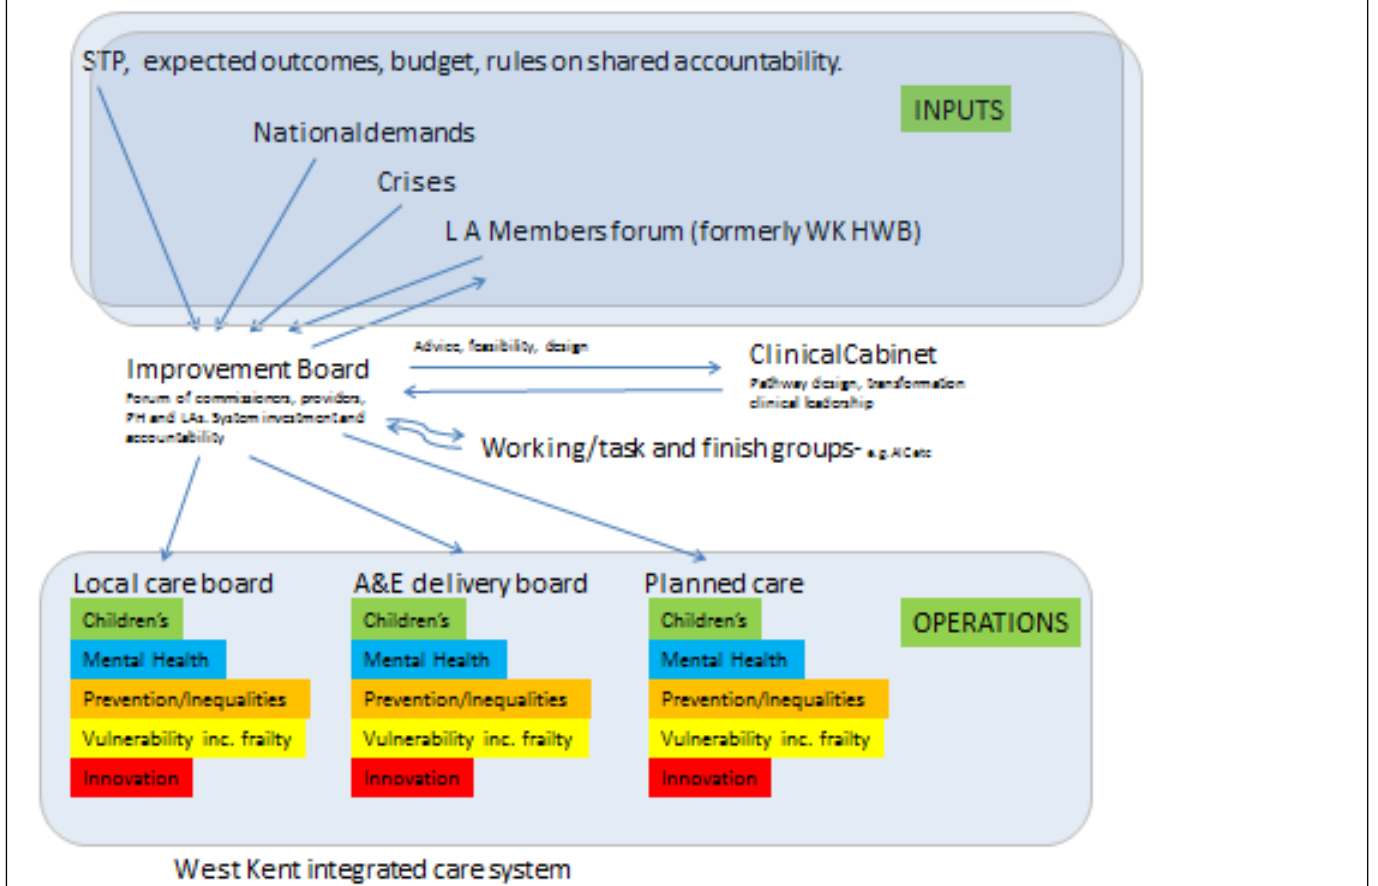 STP, expected outcomes, budget, rules on shared accountability.
INPUTS
National demands
Crises
L A Members forum (formerly WK HWB)
Improvement Board
Forum of commissioners, providers,
PH and LAs. System investment and
accountability
Advice, feasibility, design
Clinical Cabinet
Pathway design, transformation
clinical leadership
Working/task and finish groups- e.g. AIC etc
Local care board
Children's
Mental Health
Prevention/Inequalities
Vulnerability inc. frailty
Innovation
A&E delivery board
Children's
Mental Health
Prevention/Inequalities
Vulnerability inc. frailty
Innovation
Planned care
Children's
Mental Health
Prevention/Inequalities
Vulnerability inc. frailty
Innovation
OPERATIONS
West Kent integrated care system